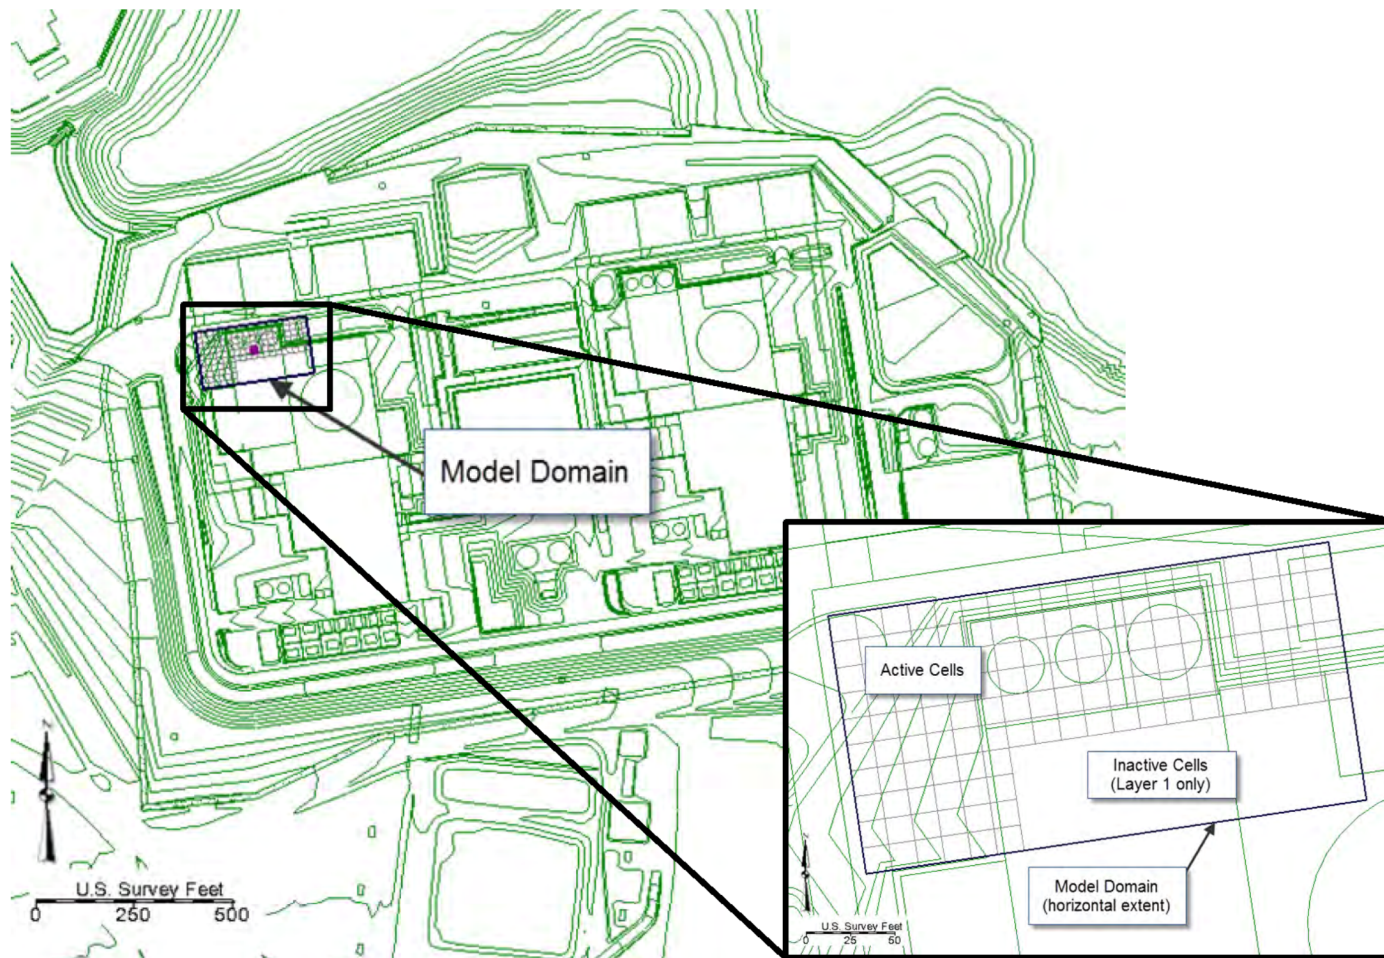 Model Domain
Z
U.S. Survey Feet
0 250 500
Active Cells
Inactive Cells
(Layer 1 only)
Model Domain
(horizontal extent)
Z
U.S. Survey Feet
0 25 50